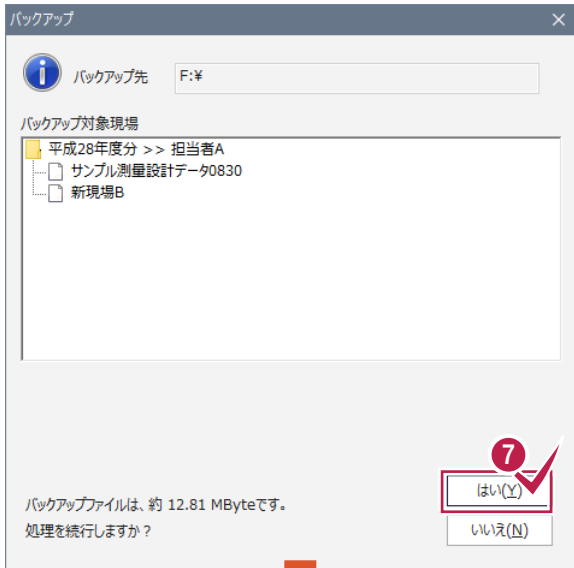 バックアップ
バックアップ先 F:¥
バックアップ対象現場
平成28年度分 >> 担当者A
サンプル測量設計データ0830
新現場B
7
はい(Y)
バックアップファイルは、約 12.81 MByteです。
処理を続行しますか？
いいえ(N)